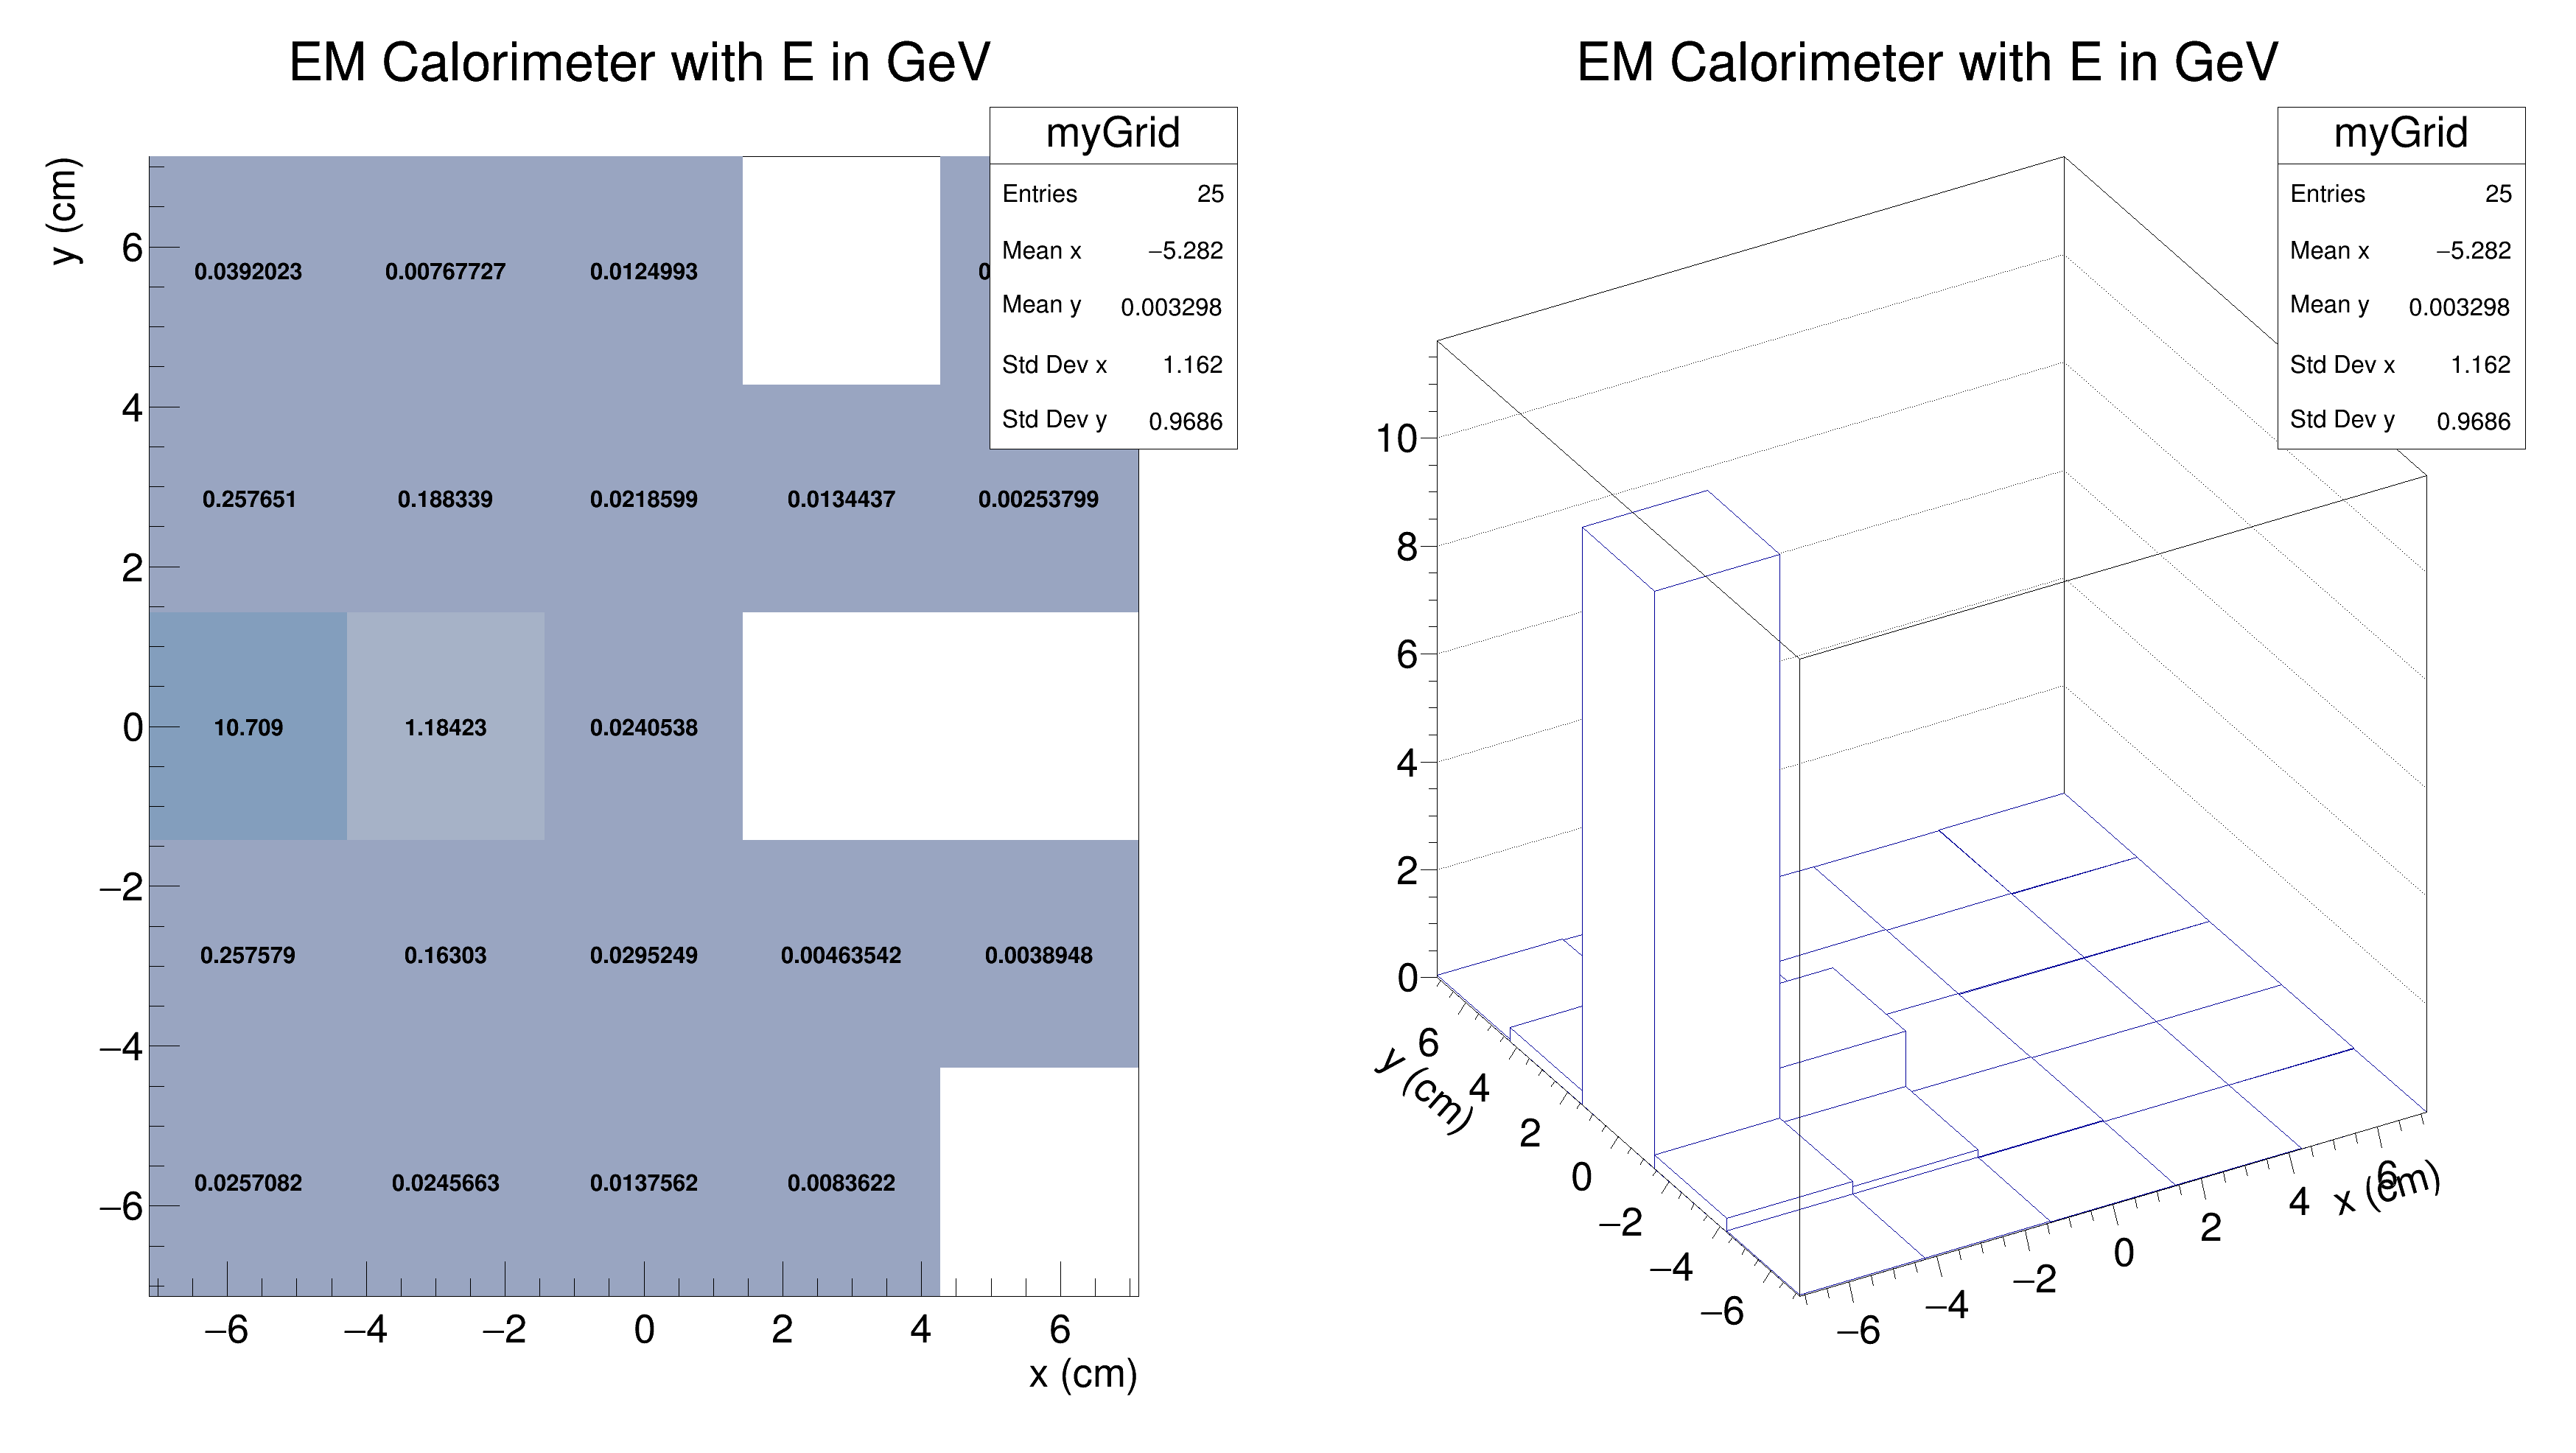 EM Calorimeter with E in GeV
myGrid
Entries 25
Mean x −5.282
Mean y 0.003298
Std Dev x 1.162
Std Dev y 0.9686
y (cm)
6
4
2
0
−2
−4
−6
0.0392023 0.00767727 0.0124993
0.257651 0.188339 0.0218599 0.0134437 0.00253799
10.709 1.18423 0.0240538
0.257579 0.16303 0.0295249 0.00463542 0.0038948
0.0257082 0.0245663 0.0137562 0.0083622
−6 −4 −2 0 2 4 6
x (cm)
EM Calorimeter with E in GeV
myGrid
Entries 25
Mean x −5.282
Mean y 0.003298
Std Dev x 1.162
Std Dev y 0.9686
10
8
6
4
2
0
6
4
2
0
−2
−4
−6
y (cm)
−6 −4 −2 0 2 4 6
x (cm)